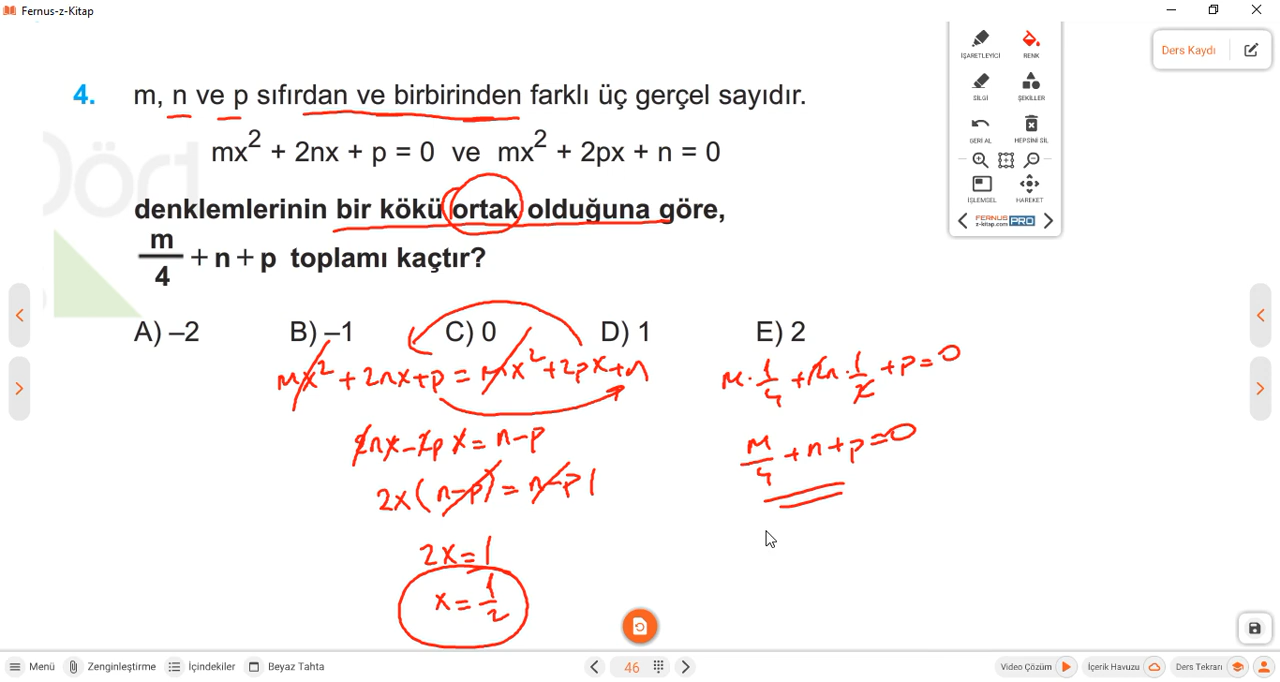 Fernus-z-Kitap
İŞARETLEYİCİ RENK
SİLGİ ŞEKİLLER
GERİ AL HEPSİNİ SİL
İŞLEMSEL HAREKET
FERNUS z-kitap.com PRO
Ders Kaydı
Dört
4. m, n ve p sıfırdan ve birbirinden farklı üç gerçel sayıdır.
mx² + 2nx + p = 0 ve mx² + 2px + n = 0
denklemlerinin bir kökü ortak olduğuna göre,
m/4 + n + p toplamı kaçtır?
A) –2 B) –1 C) 0 D) 1 E) 2
mx² + 2nx + p = mx² + 2px + n
2nx – 2px = n – p
2x(n – p) = n – p 1
2x = 1
x = 1/2
m · 1/4 + 2n · 1/2 + p = 0
m/4 + n + p = 0
Menü Zenginleştirme İçindekiler Beyaz Tahta 46 Video Çözüm İçerik Havuzu Ders Tekrarı